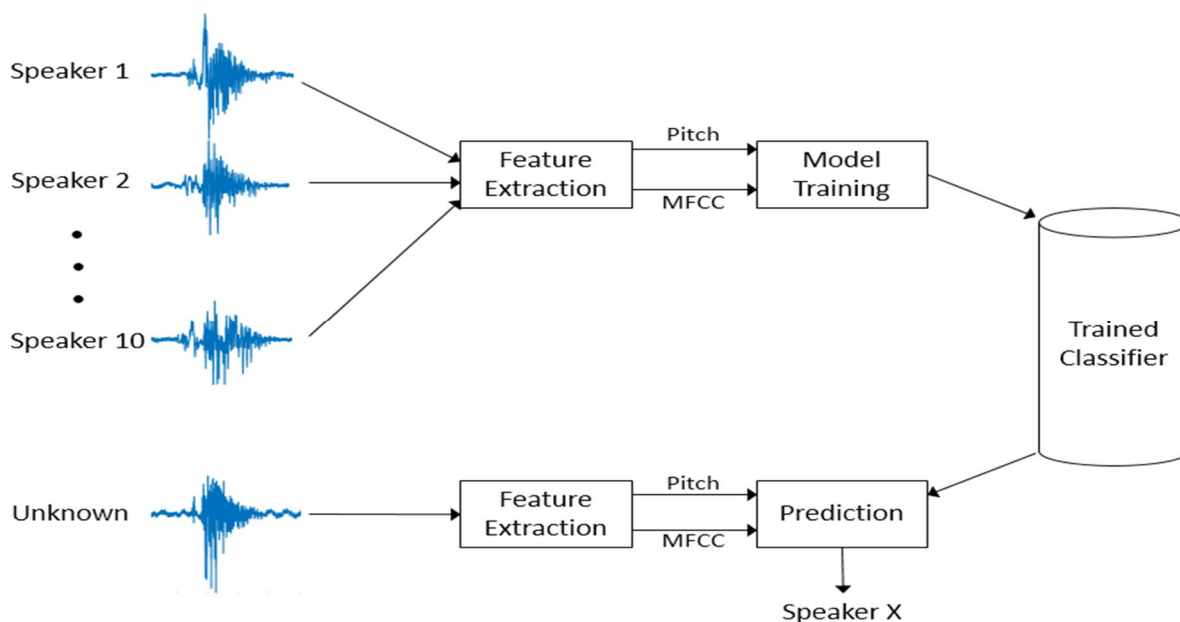 Speaker 1
Speaker 2
Speaker 10
Feature
Extraction
Pitch
MFCC
Model
Training
Trained
Classifier
Unknown
Feature
Extraction
Pitch
MFCC
Prediction
Speaker X